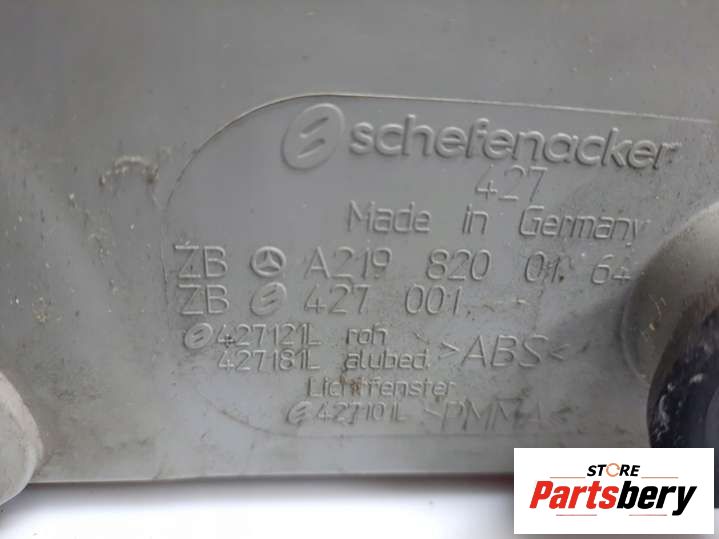 schefenacker
427
Made in Germany
ZB A219 820 01 64
ZB 427 001
427121L roh
427181L alubed. >ABS<
Lichtfenster
427101L >PMMA<
STORE
Partsbery